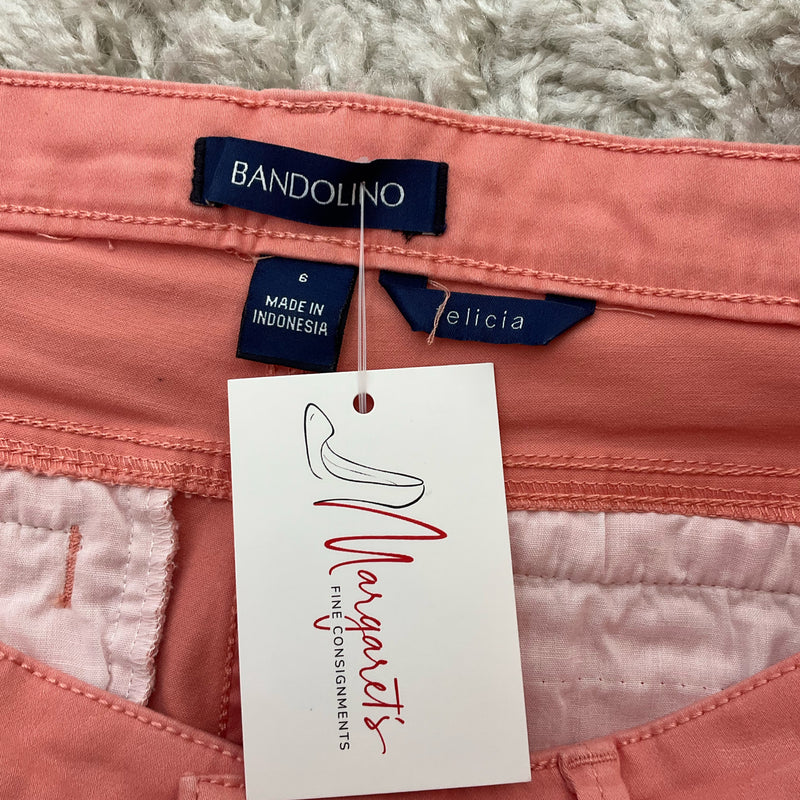 BANDOLINO
6
MADE IN
INDONESIA
elicia
Margaret's
FINE CONSIGNMENTS